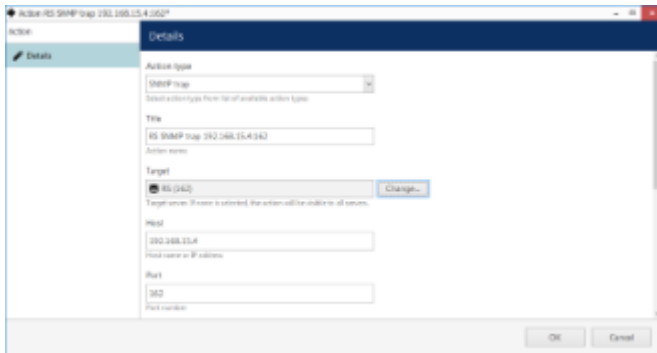 Action RS SNMP trap 192.168.15.4:162*
Action
Details
Details
Action type
SNMP trap
Select action type from list of available action types
Title
RS SNMP trap 192.168.15.4:162
Action name
Target
RS (162)
Change...
Target server. If none is selected, the action will be visible to all servers.
Host
192.168.15.4
Host name or IP address
Port
162
Port number
OK
Cancel